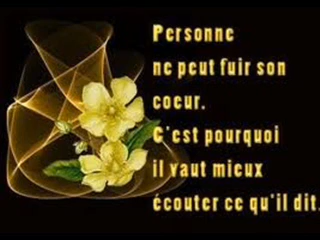 Personne
ne peut fuir son
coeur.
C'est pourquoi
il vaut mieux
écouter ce qu'il dit.